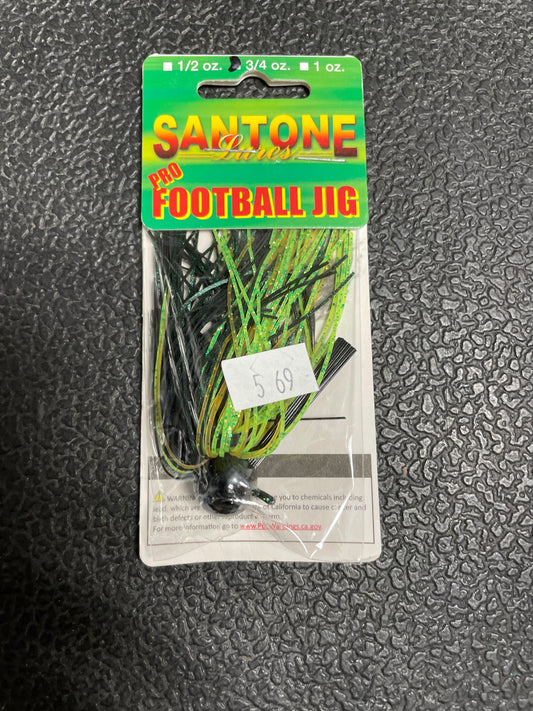 1/2 oz. 3/4 oz. 1 oz.
SANTONE
Lures
PRO
FOOTBALL JIG
5 69
WARNING you to chemicals including
lead, which of California to cause and
birth defects or other reproductive harm.
For more information go to www.P65Warnings.ca.gov